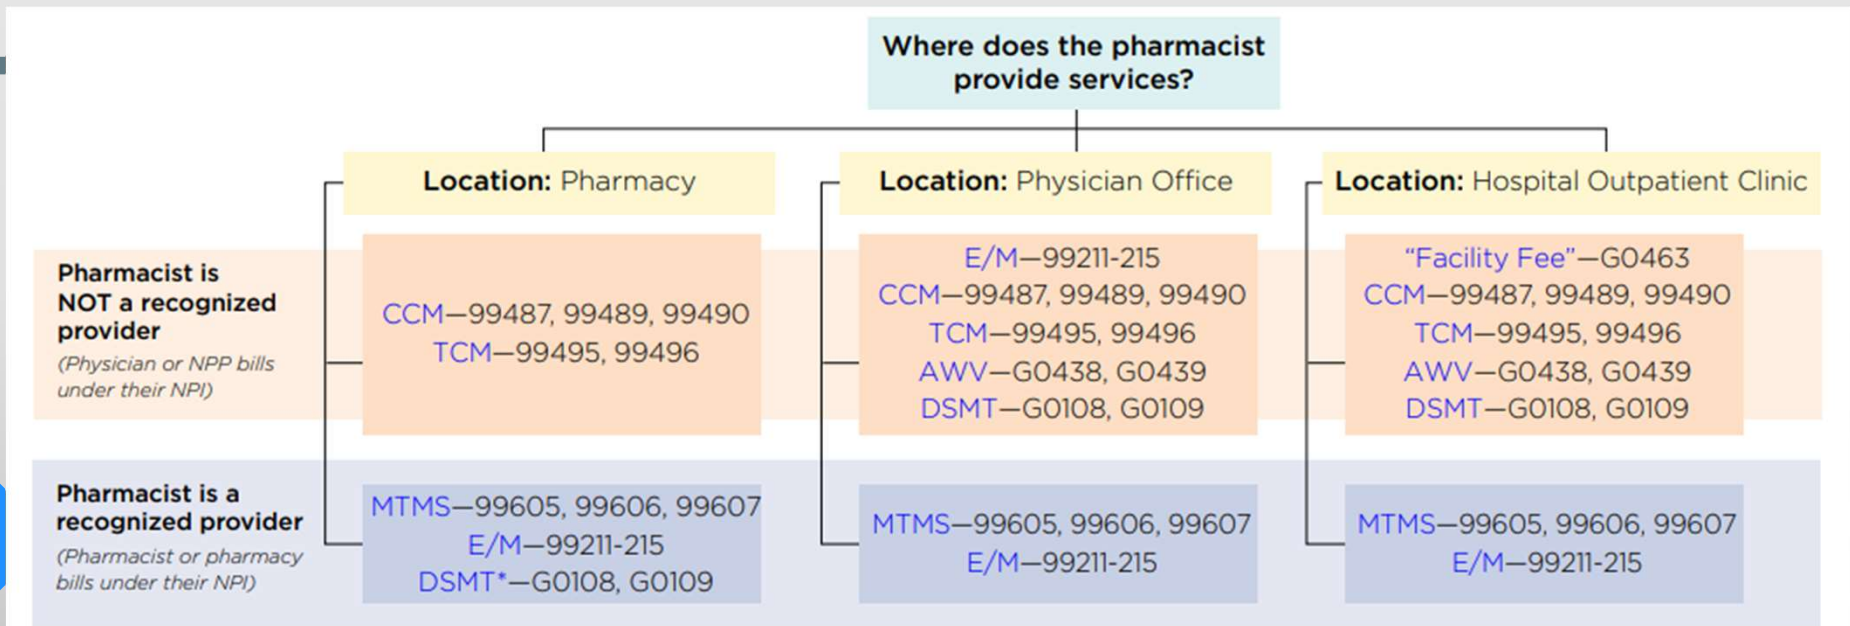 Where does the pharmacist
provide services?
Location: Pharmacy
Location: Physician Office
Location: Hospital Outpatient Clinic
Pharmacist is
NOT a recognized
provider
(Physician or NPP bills
under their NPI)
CCM—99487, 99489, 99490
TCM—99495, 99496
E/M—99211-215
CCM—99487, 99489, 99490
TCM—99495, 99496
AWV—G0438, G0439
DSMT—G0108, G0109
“Facility Fee”—G0463
CCM—99487, 99489, 99490
TCM—99495, 99496
AWV—G0438, G0439
DSMT—G0108, G0109
Pharmacist is a
recognized provider
(Pharmacist or pharmacy
bills under their NPI)
MTMS—99605, 99606, 99607
E/M—99211-215
DSMT*—G0108, G0109
MTMS—99605, 99606, 99607
E/M—99211-215
MTMS—99605, 99606, 99607
E/M—99211-215